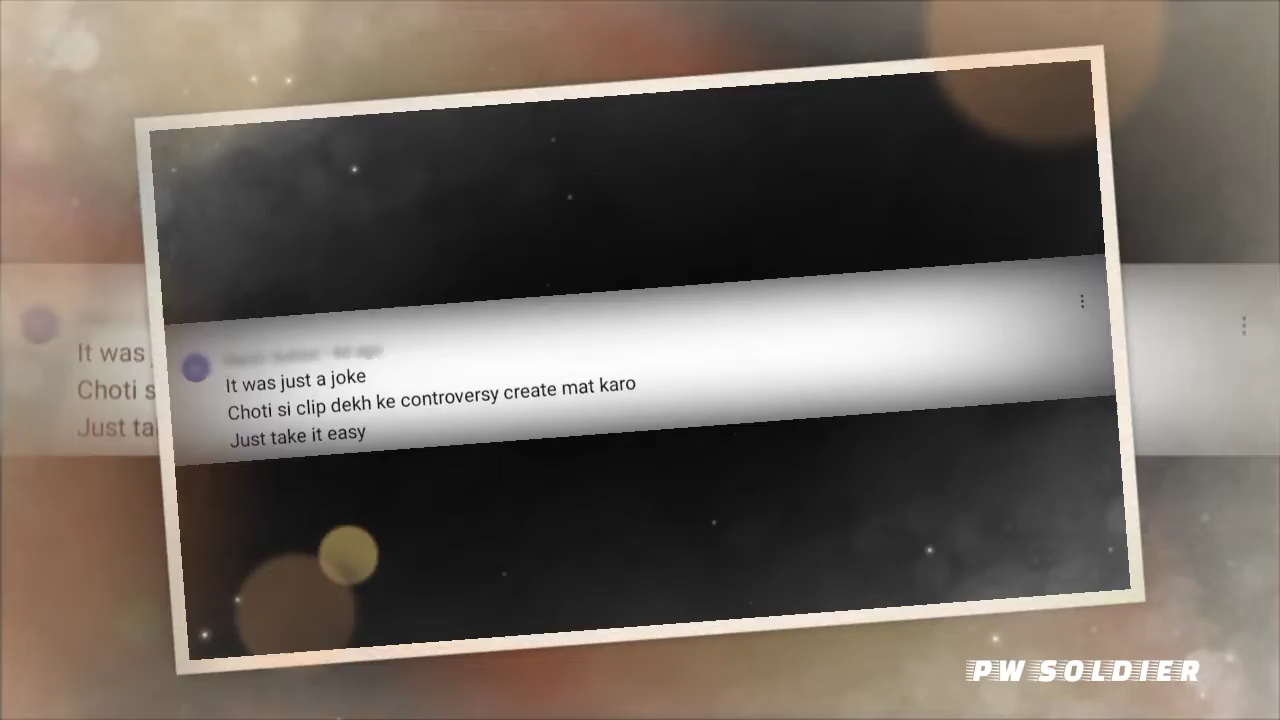 It was just a joke
Choti si clip dekh ke controversy create mat karo
Just take it easy
It was
Choti s
Just ta
PW SOLDIER